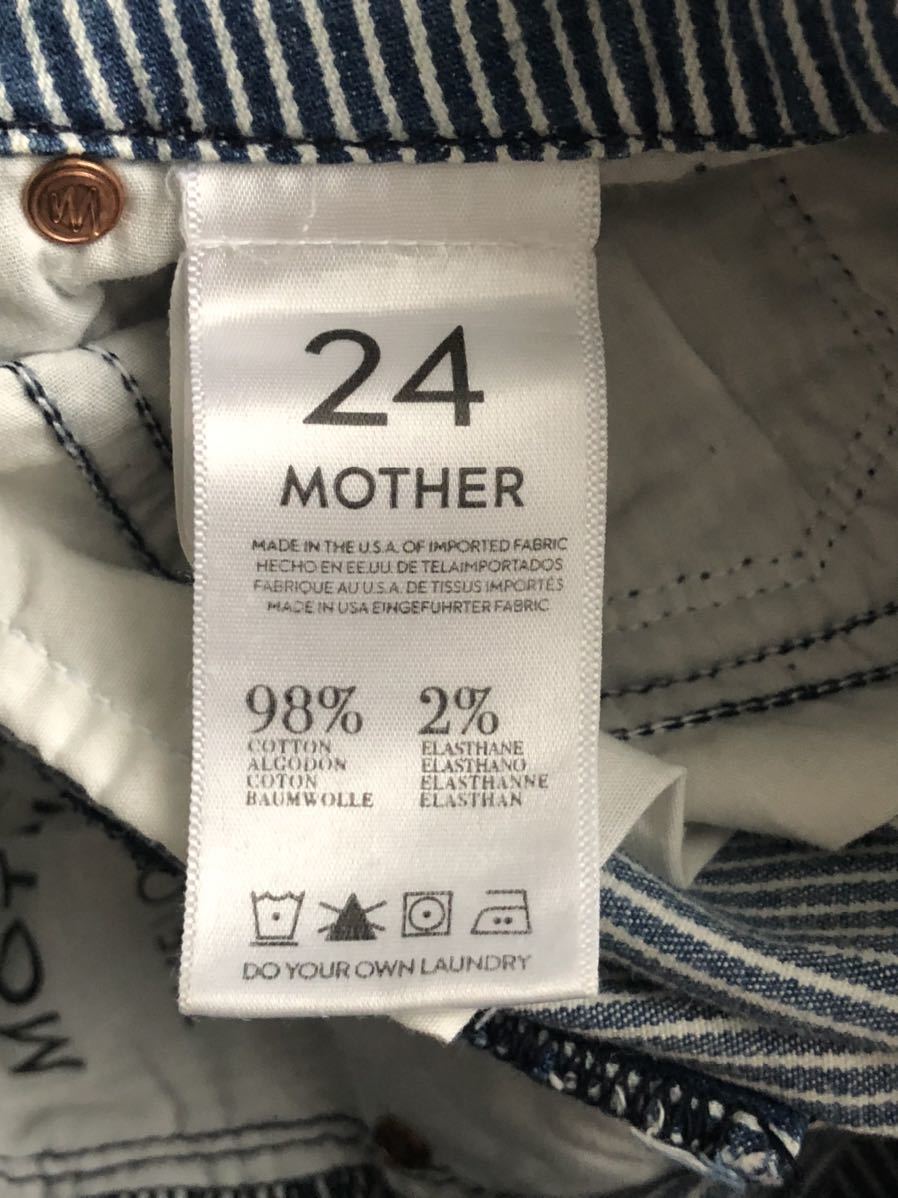 24
MOTHER
MADE IN THE U.S.A. OF IMPORTED FABRIC
HECHO EN EE.UU. DE TELAIMPORTADOS
FABRIQUE AU U.S.A. DE TISSUS IMPORTÉS
MADE IN USA EINGEFUHRTER FABRIC
98% 2%
COTTON ELASTHANE
ALGODON ELASTHANO
COTON ELASTHANNE
BAUMWOLLE ELASTHAN
DO YOUR OWN LAUNDRY
MOT